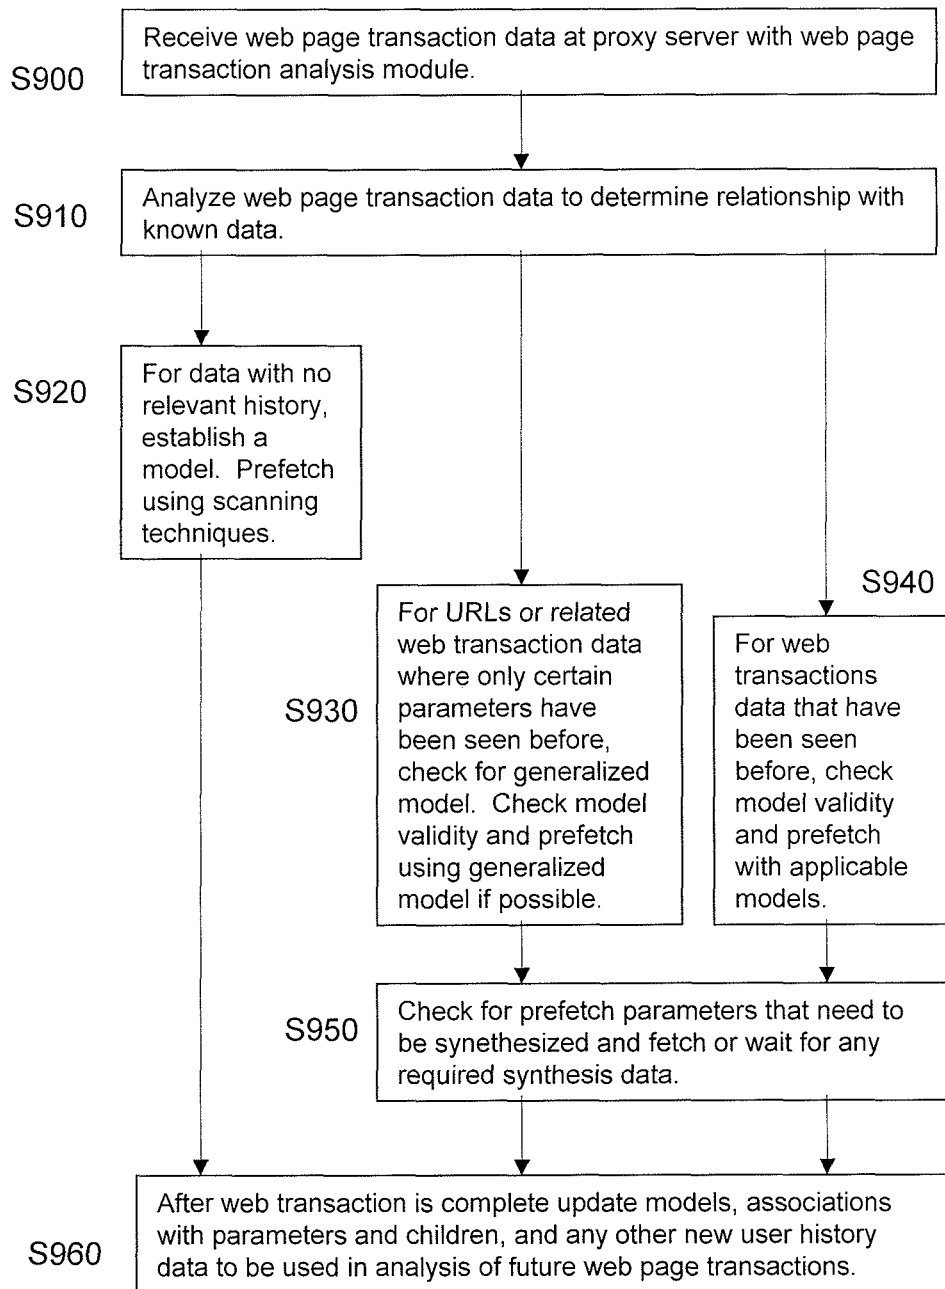 Receive web page transaction data at proxy server with web page
transaction analysis module.
S900
Analyze web page transaction data to determine relationship with
known data.
S910
S920
For data with no
relevant history,
establish a
model. Prefetch
using scanning
techniques.
S930
For URLs or related
web transaction data
where only certain
parameters have
been seen before,
check for generalized
model. Check model
validity and prefetch
using generalized
model if possible.
S940
For web
transactions
data that have
been seen
before, check
model validity
and prefetch
with applicable
models.
S950
Check for prefetch parameters that need to
be synethesized and fetch or wait for any
required synthesis data.
S960
After web transaction is complete update models, associations
with parameters and children, and any other new user history
data to be used in analysis of future web page transactions.